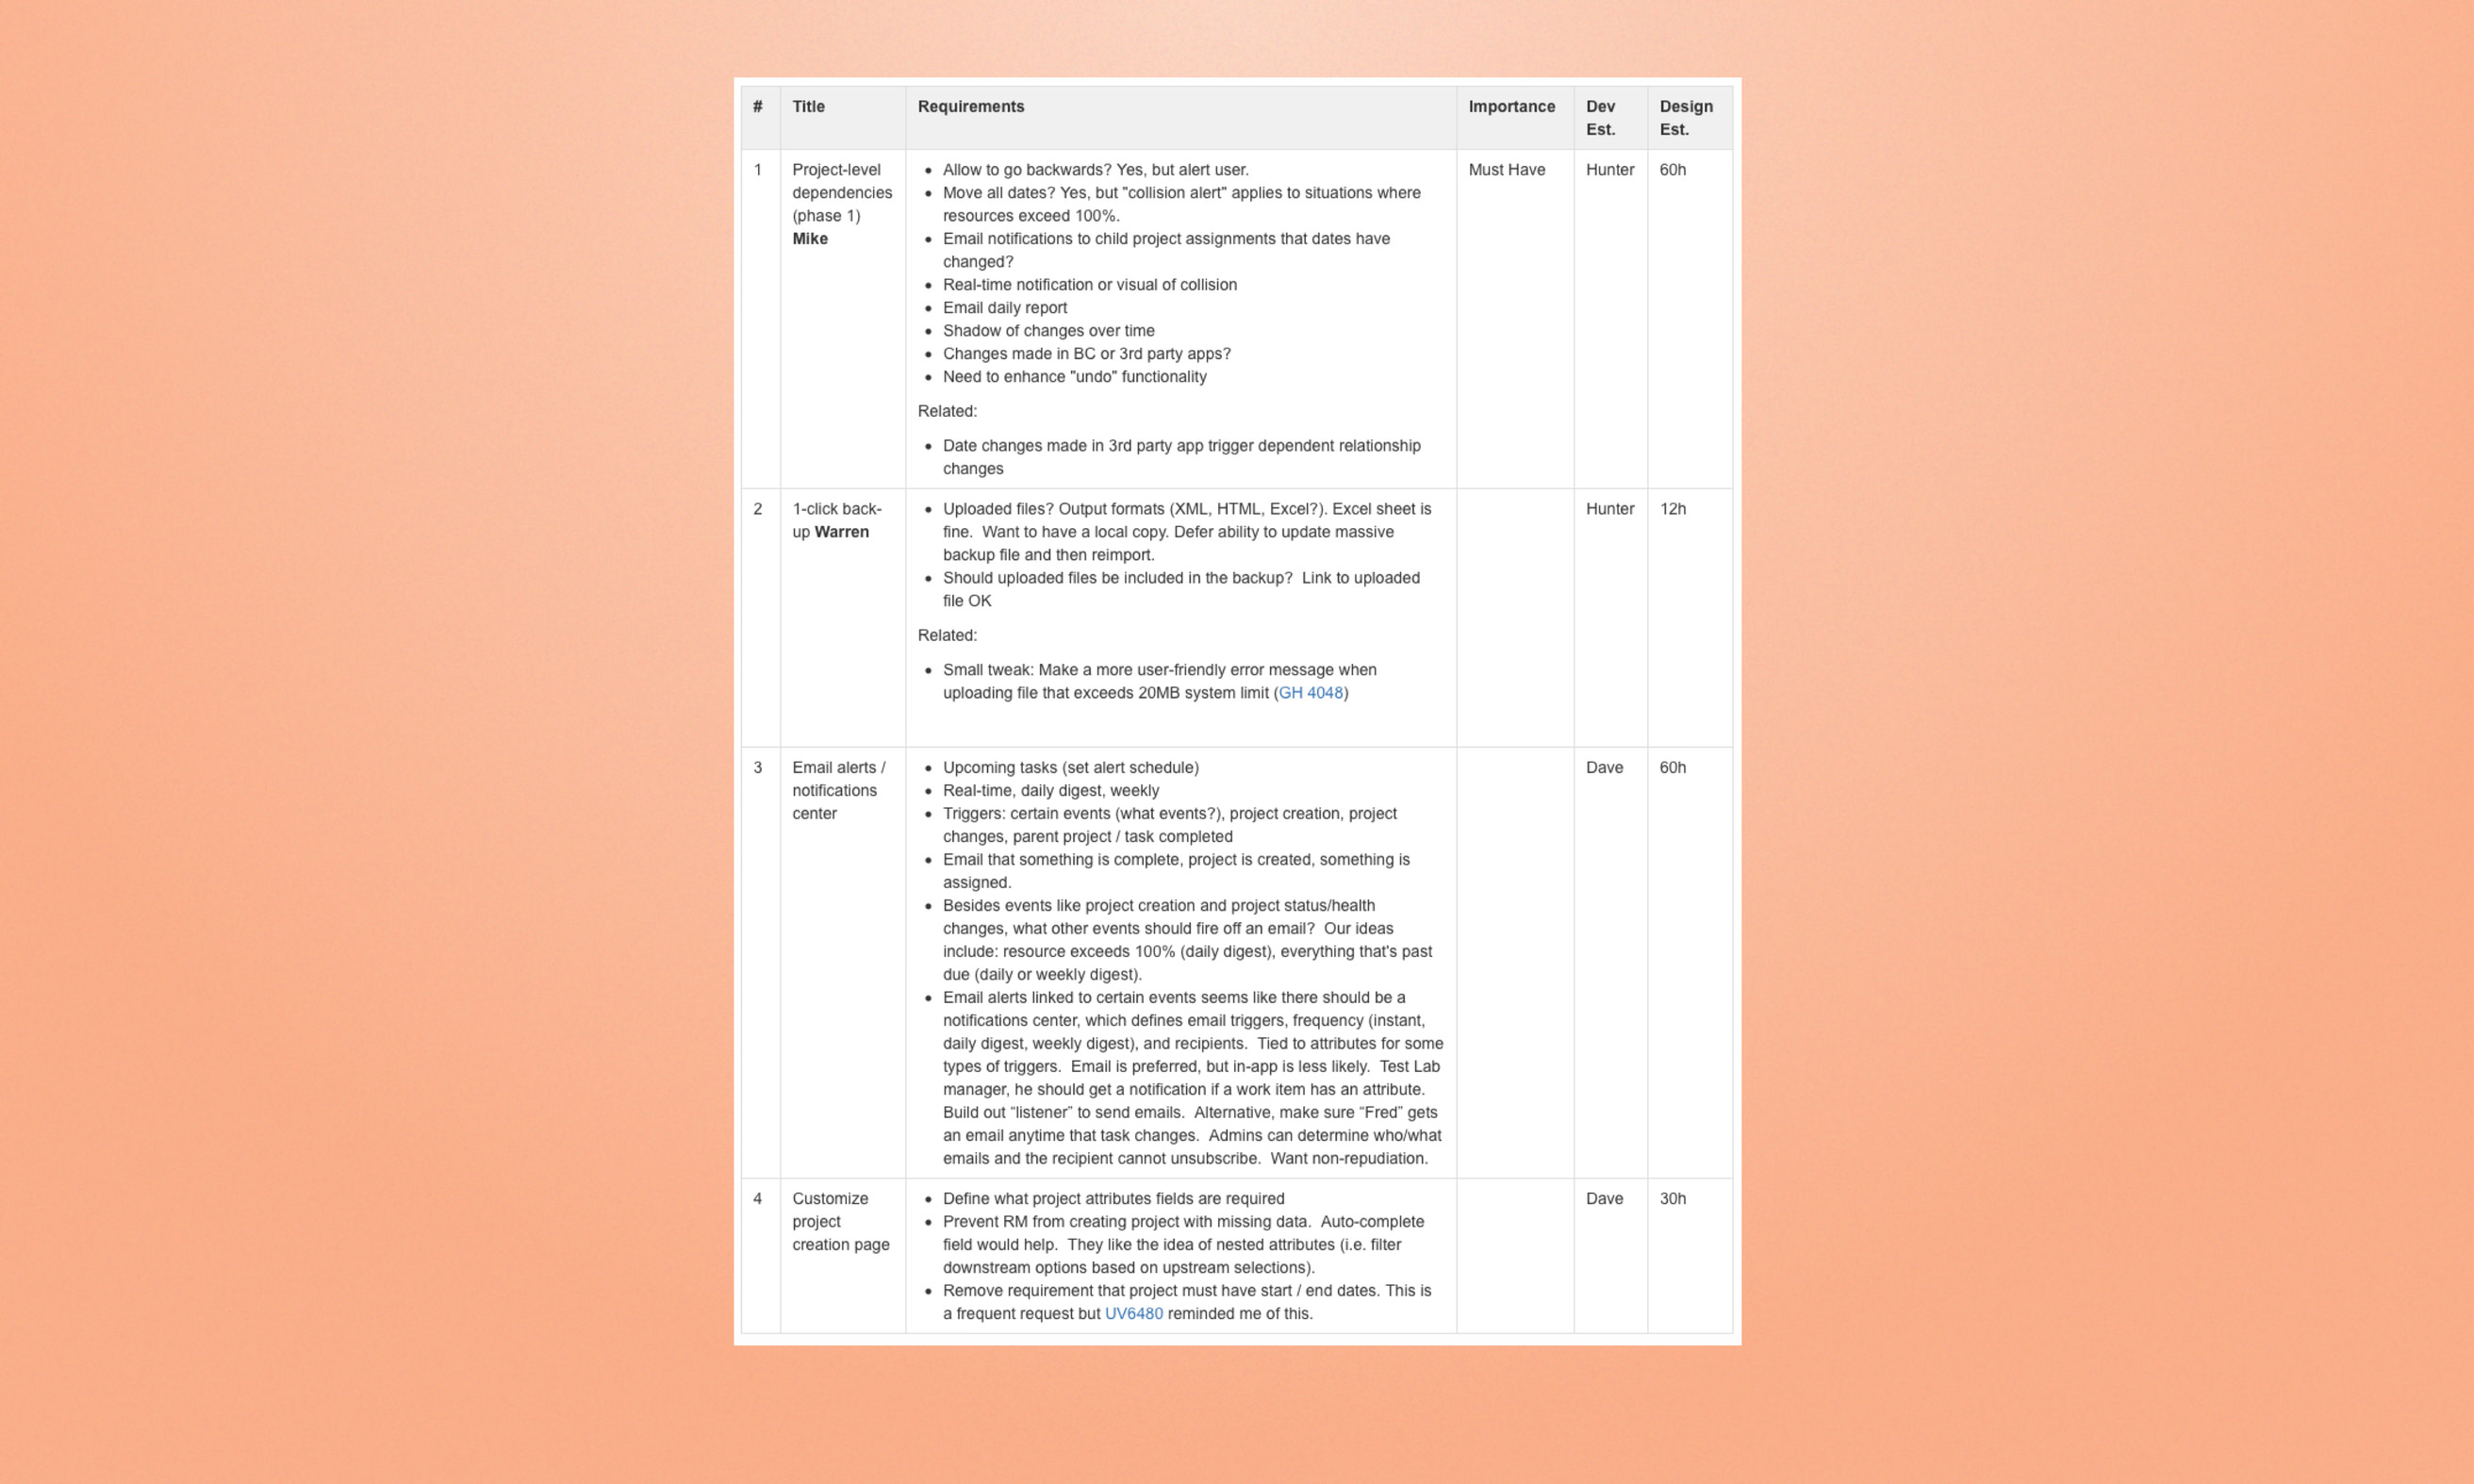 # Title Requirements Importance Dev Est. Design Est.
1
Project-level
dependencies
(phase 1)
Mike
• Allow to go backwards? Yes, but alert user.
• Move all dates? Yes, but "collision alert" applies to situations where
resources exceed 100%.
• Email notifications to child project assignments that dates have
changed?
• Real-time notification or visual of collision
• Email daily report
• Shadow of changes over time
• Changes made in BC or 3rd party apps?
• Need to enhance "undo" functionality
Related:
• Date changes made in 3rd party app trigger dependent relationship
changes
Must Have
Hunter
60h
2
1-click back-
up Warren
• Uploaded files? Output formats (XML, HTML, Excel?). Excel sheet is
fine.  Want to have a local copy. Defer ability to update massive
backup file and then reimport.
• Should uploaded files be included in the backup?  Link to uploaded
file OK
Related:
• Small tweak: Make a more user-friendly error message when
uploading file that exceeds 20MB system limit (GH 4048)
Hunter
12h
3
Email alerts /
notifications
center
• Upcoming tasks (set alert schedule)
• Real-time, daily digest, weekly
• Triggers: certain events (what events?), project creation, project
changes, parent project / task completed
• Email that something is complete, project is created, something is
assigned.
• Besides events like project creation and project status/health
changes, what other events should fire off an email?  Our ideas
include: resource exceeds 100% (daily digest), everything that's past
due (daily or weekly digest).
• Email alerts linked to certain events seems like there should be a
notifications center, which defines email triggers, frequency (instant,
daily digest, weekly digest), and recipients.  Tied to attributes for some
types of triggers.  Email is preferred, but in-app is less likely.  Test Lab
manager, he should get a notification if a work item has an attribute.
Build out “listener” to send emails.  Alternative, make sure “Fred” gets
an email anytime that task changes.  Admins can determine who/what
emails and the recipient cannot unsubscribe.  Want non-repudiation.
Dave
60h
4
Customize
project
creation page
• Define what project attributes fields are required
• Prevent RM from creating project with missing data.  Auto-complete
field would help.  They like the idea of nested attributes (i.e. filter
downstream options based on upstream selections).
• Remove requirement that project must have start / end dates. This is
a frequent request but UV6480 reminded me of this.
Dave
30h